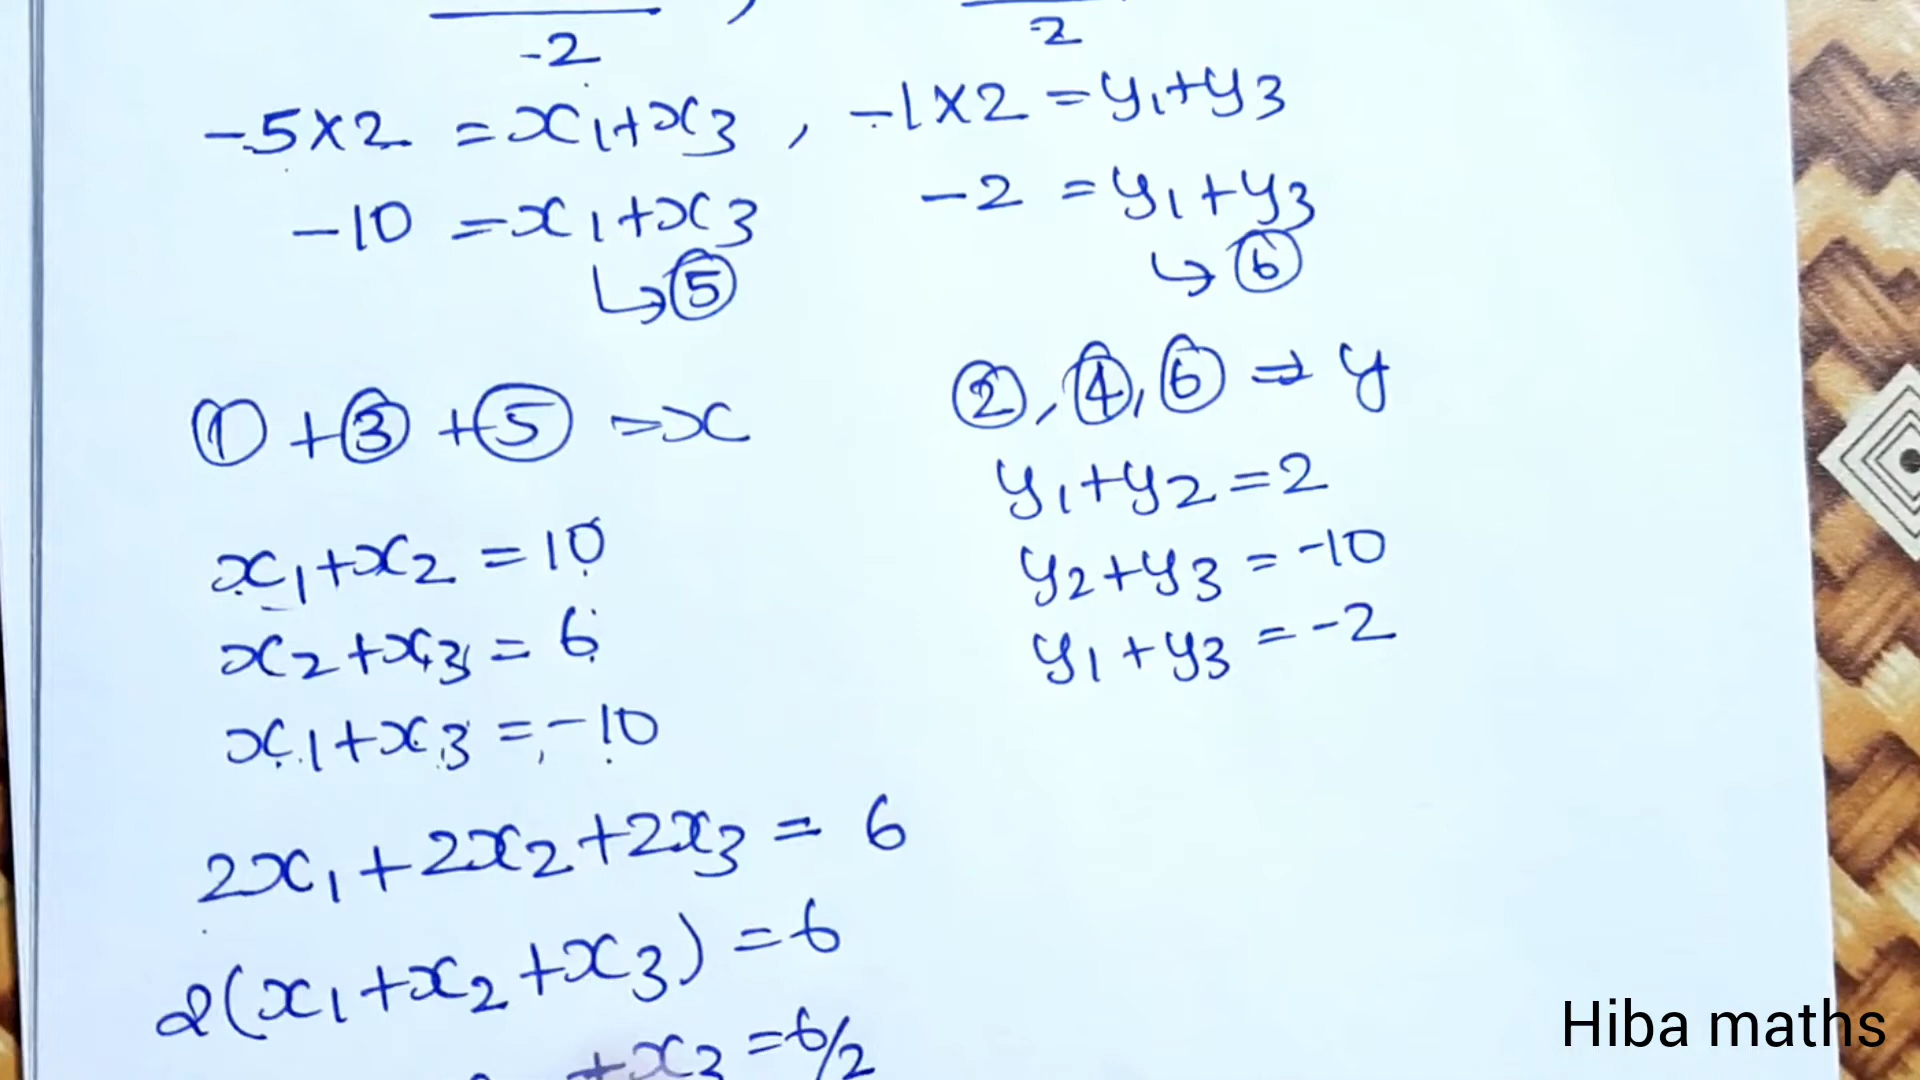 -2 , 2
-5×2 = x₁+x₃ , -1×2 = y₁+y₃
-10 = x₁+x₃ -2 = y₁+y₃
↳⑤ ↳⑥
①+③+⑤ ⇒ x ②,④,⑥ ⇒ y
x₁+x₂ = 10 y₁+y₂ = 2
x₂+x₃ = 6 y₂+y₃ = -10
x₁+x₃ = -10 y₁+y₃ = -2
2x₁+2x₂+2x₃ = 6
2(x₁+x₂+x₃) = 6
+x₃ = 6/2
Hiba maths